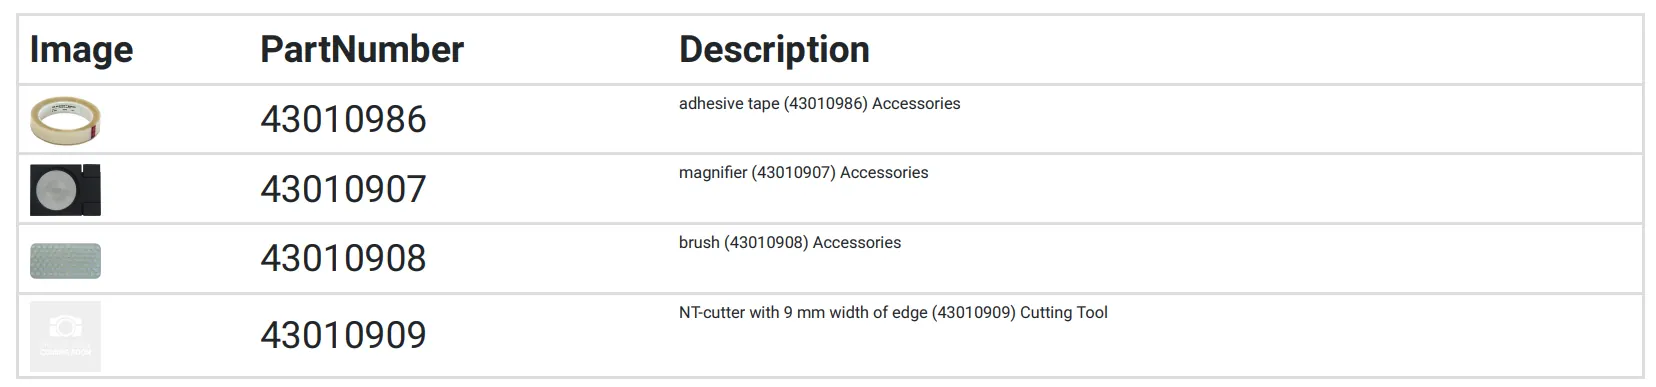 Image PartNumber Description
43010986 adhesive tape (43010986) Accessories
43010907 magnifier (43010907) Accessories
43010908 brush (43010908) Accessories
43010909 NT-cutter with 9 mm width of edge (43010909) Cutting Tool